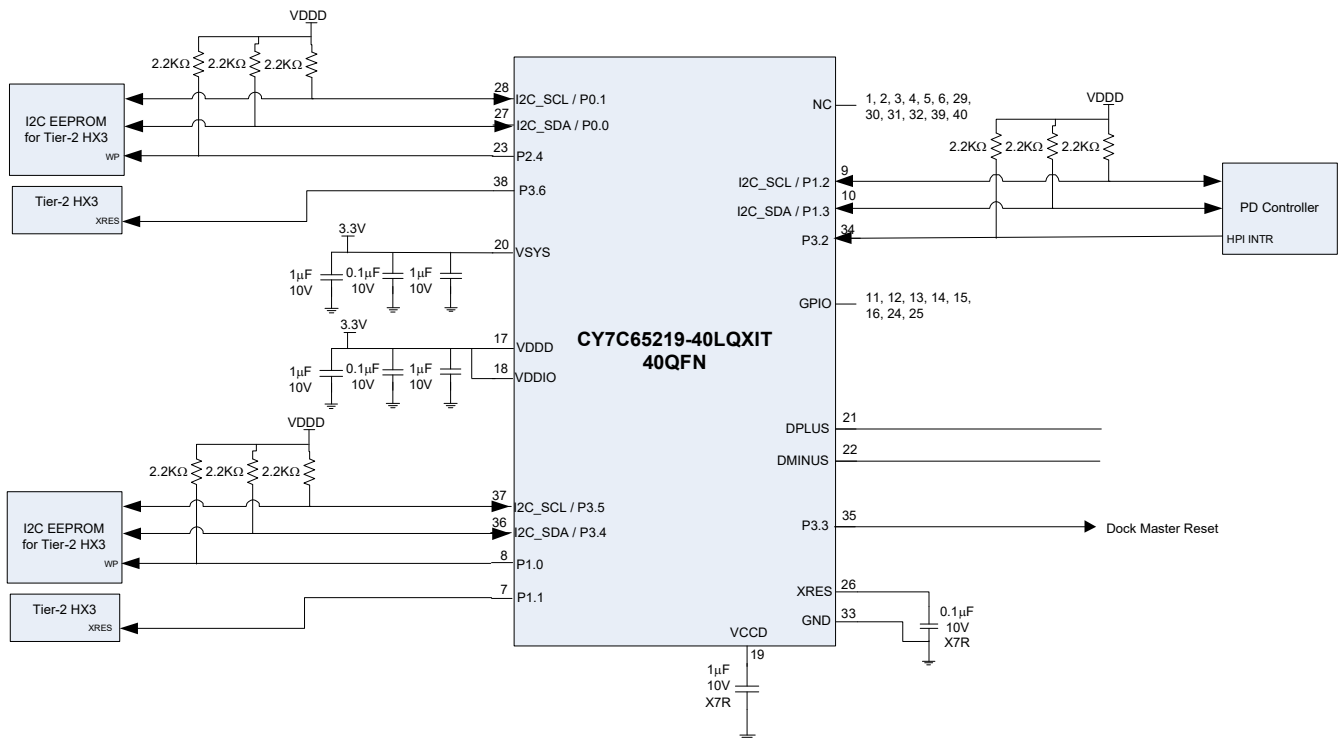 VDDD
2.2KΩ 2.2KΩ 2.2KΩ
I2C EEPROM
for Tier-2 HX3
WP
28
I2C_SCL / P0.1
27
I2C_SDA / P0.0
23
P2.4
Tier-2 HX3
XRES
38
P3.6
3.3V
20
VSYS
1μF
10V
0.1μF
10V
1μF
10V
3.3V
17
VDDD
18
VDDIO
1μF
10V
0.1μF
10V
1μF
10V
VDDD
2.2KΩ 2.2KΩ 2.2KΩ
I2C EEPROM
for Tier-2 HX3
WP
37
I2C_SCL / P3.5
36
I2C_SDA / P3.4
8
P1.0
Tier-2 HX3
XRES
7
P1.1
CY7C65219-40LQXIT
40QFN
NC
1, 2, 3, 4, 5, 6, 29,
30, 31, 32, 39, 40
VDDD
2.2KΩ 2.2KΩ 2.2KΩ
I2C_SCL / P1.2
9
I2C_SDA / P1.3
10
P3.2
34
PD Controller
HPI INTR
GPIO
11, 12, 13, 14, 15,
16, 24, 25
DPLUS
21
DMINUS
22
P3.3
35
Dock Master Reset
XRES
26
GND
33
0.1μF
10V
X7R
VCCD
19
1μF
10V
X7R